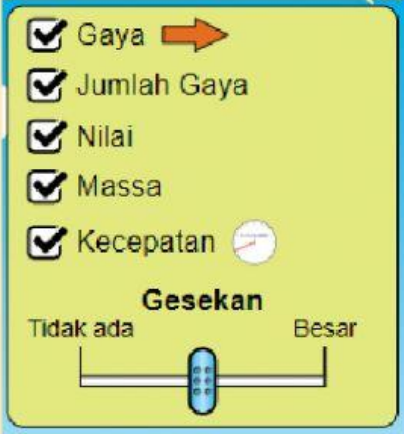 Gaya
Jumlah Gaya
Nilai
Massa
Kecepatan
Gesekan
Tidak ada Besar